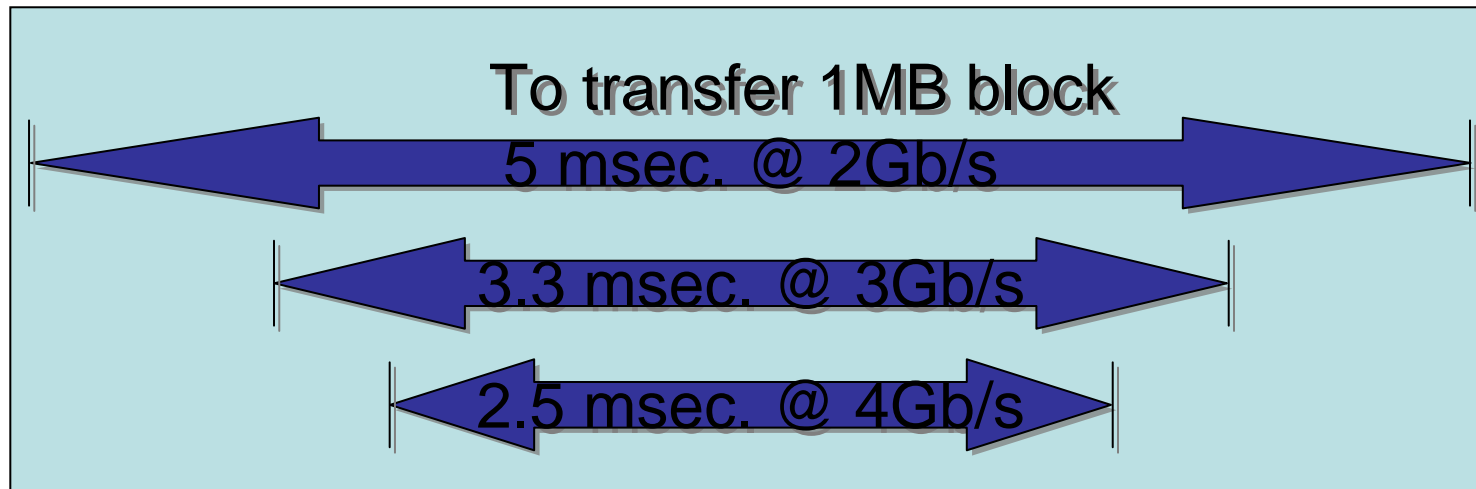 To transfer 1MB block
5 msec. @ 2Gb/s
3.3 msec. @ 3Gb/s
2.5 msec. @ 4Gb/s